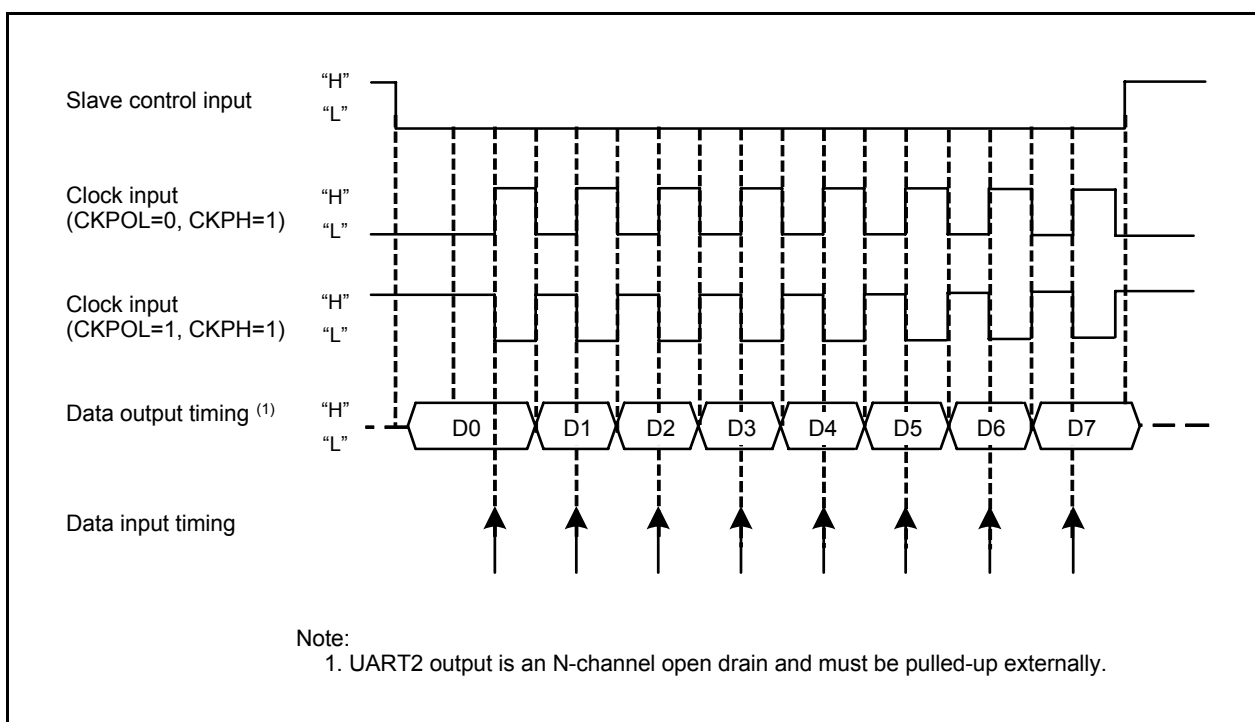 Slave control input
“H”
“L”
Clock input
(CKPOL=0, CKPH=1)
“H”
“L”
Clock input
(CKPOL=1, CKPH=1)
“H”
“L”
Data output timing (1)
“H”
“L”
D0 D1 D2 D3 D4 D5 D6 D7
Data input timing
Note:
1. UART2 output is an N-channel open drain and must be pulled-up externally.